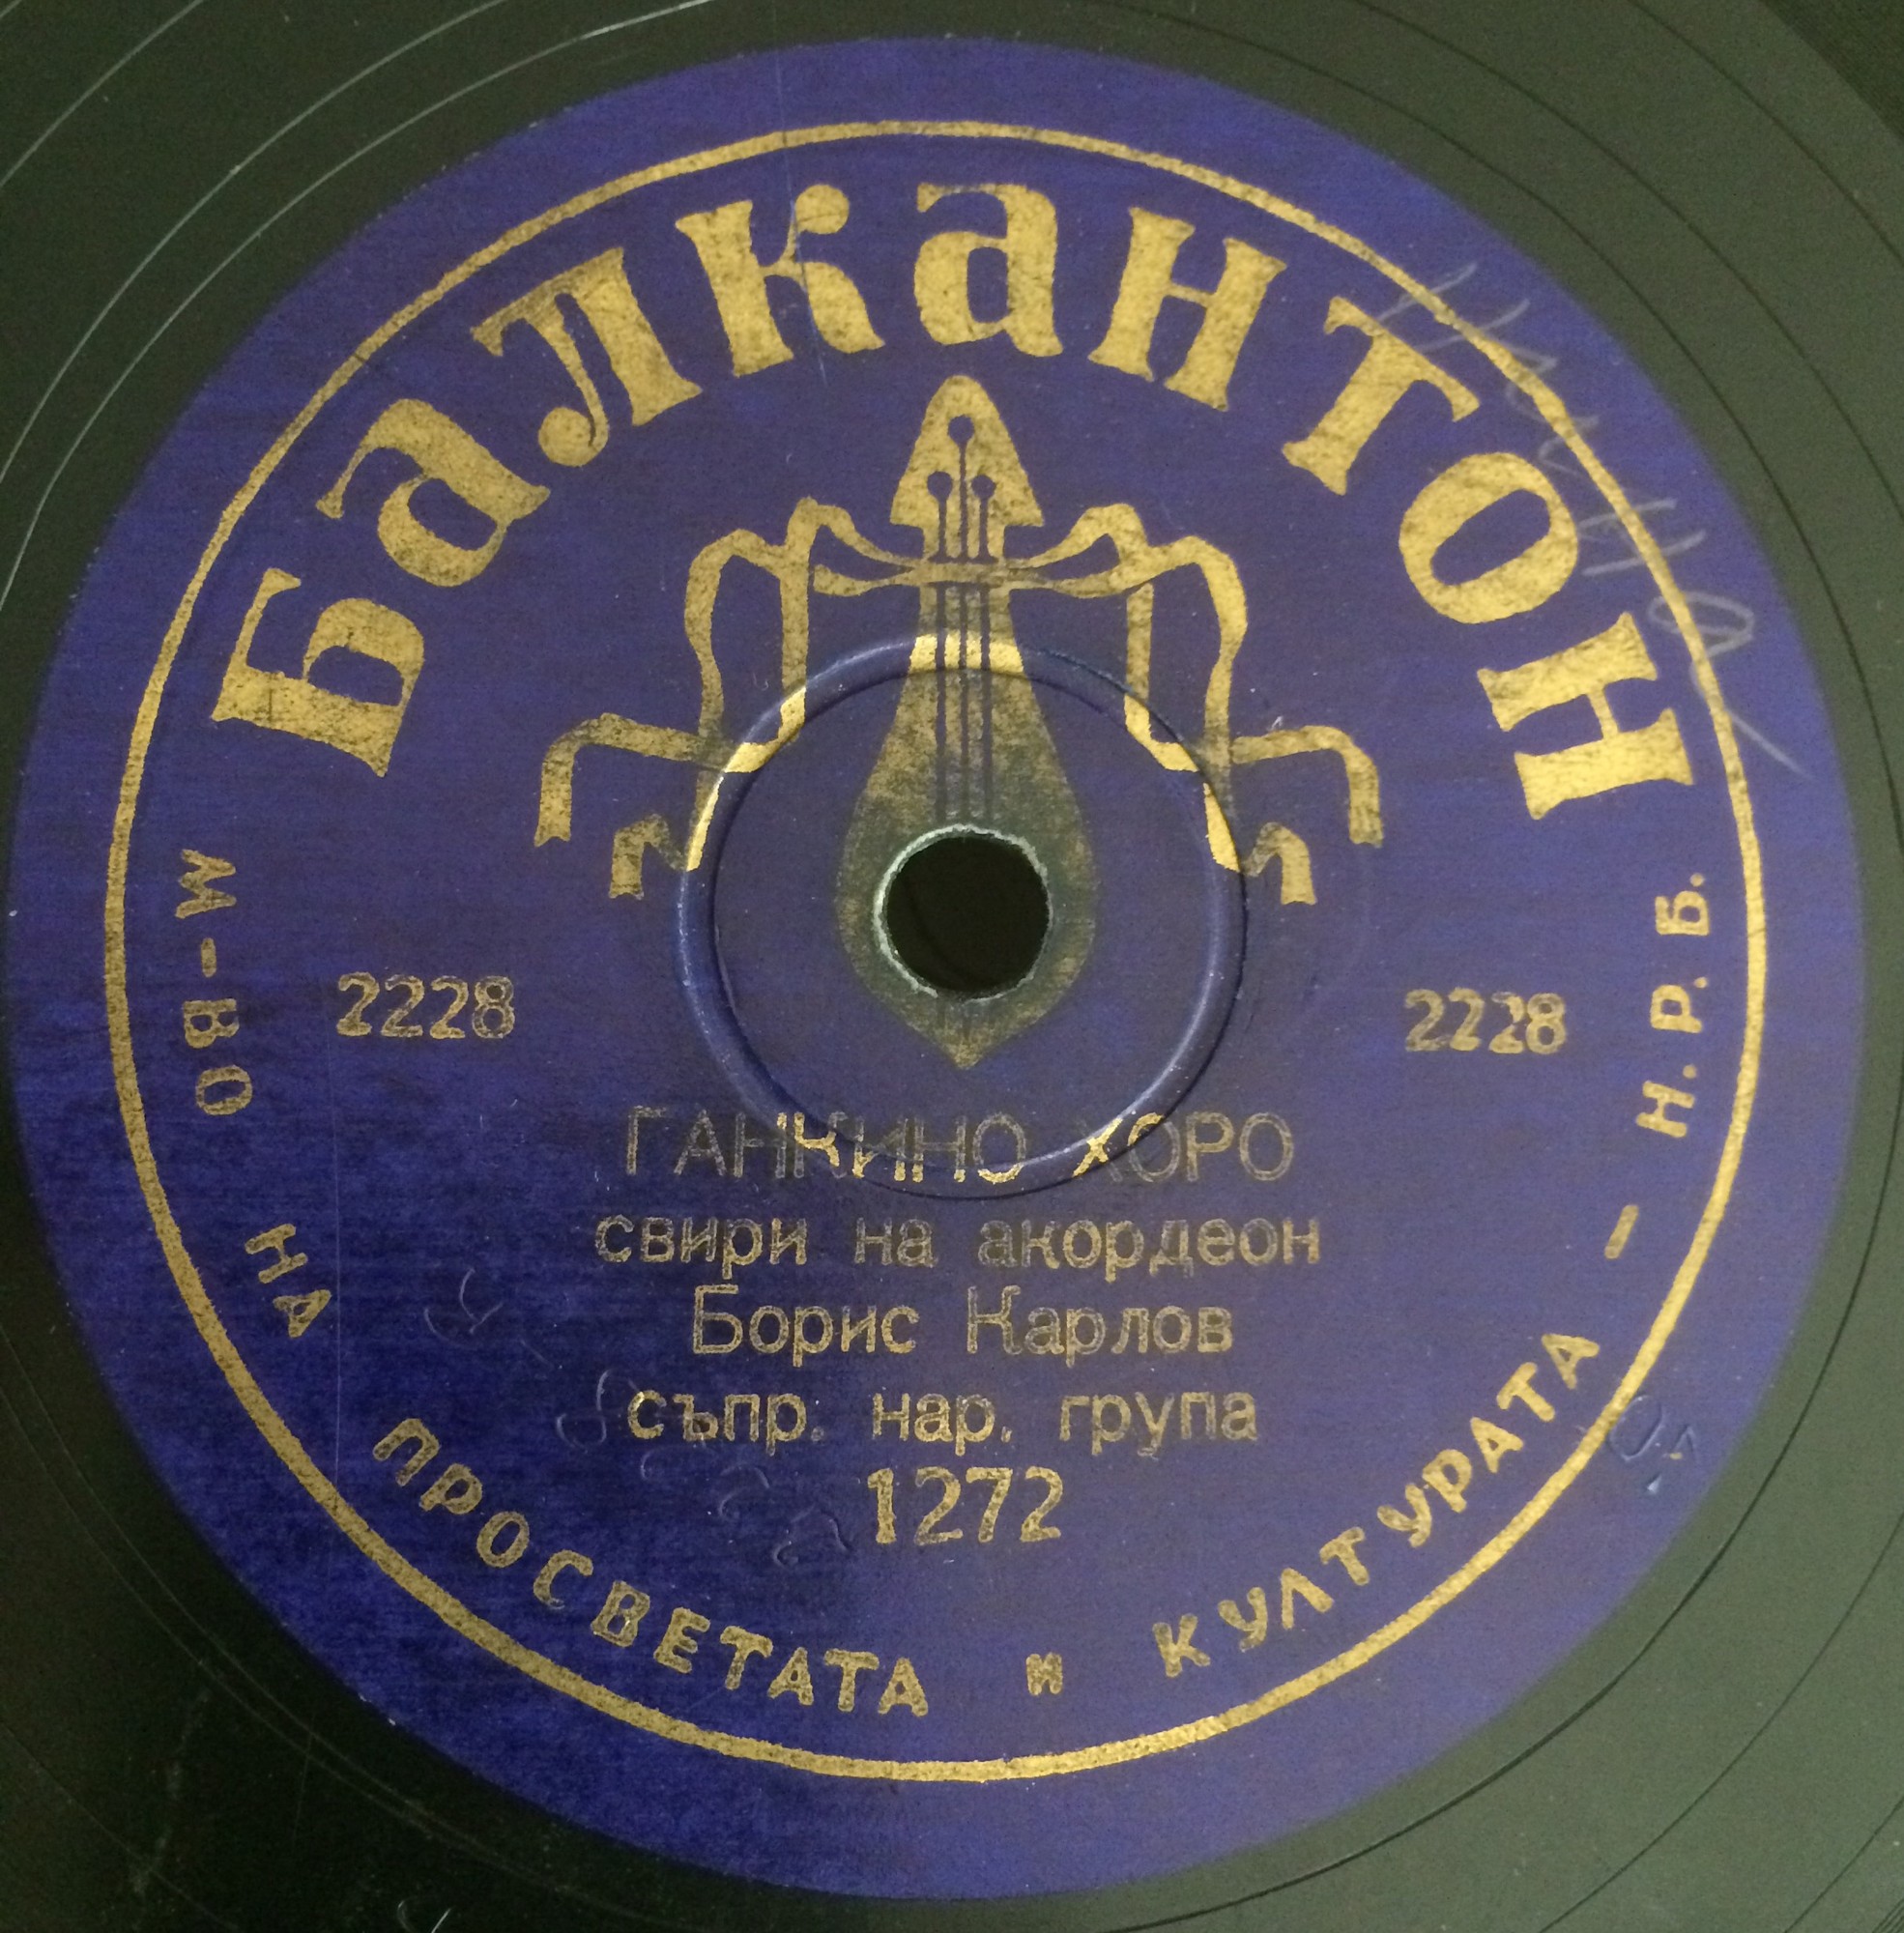 Балкантон
2228
2228
ГАНКИНО ХОРО
свири на акордеон
Борис Карлов
съпр. нар. група
1272
М-ВО НА ПРОСВЕТАТА и КУЛТУРАТА - Н.Р.Б.